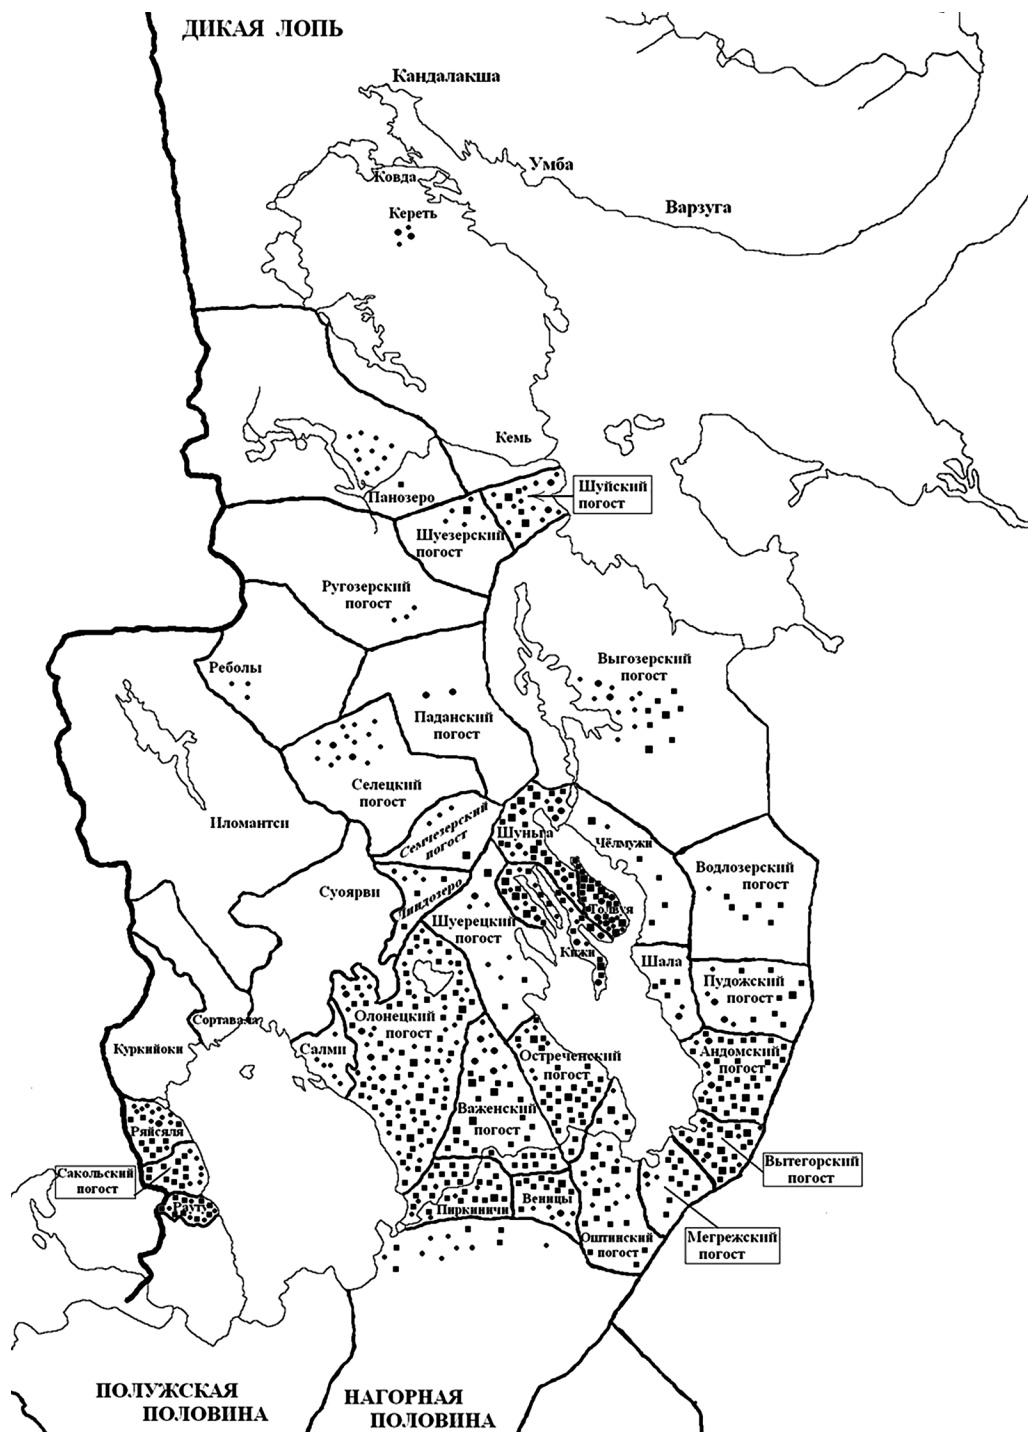 ДИКАЯ ЛОПЬ
Кандалакша
Умба
Ковда
Варзуга
Кереть
Кемь
Панозеро
Шуйский
погост
Шуезерский
погост
Ругозерский
погост
Реболы
Выгозерский
погост
Паданский
погост
Селецкий
погост
Иломантси
Семчезерский
погост
Шуньга
Чёлмужи
Водлозерский
погост
Суоярви
Линдозеро
Шуерецкий
погост
Толвуя
Кижи
Шала
Пудожский
погост
Сортавала
Олонецкий
погост
Куркийоки
Салми
Остреченский
погост
Андомский
погост
Важенский
погост
Ряйсяля
Сакольский
погост
Вытегорский
погост
Рауту
Пиркиничи
Веницы
Оштинский
погост
Мегрежский
погост
ПОЛУЖСКАЯ
ПОЛОВИНА
НАГОРНАЯ
ПОЛОВИНА